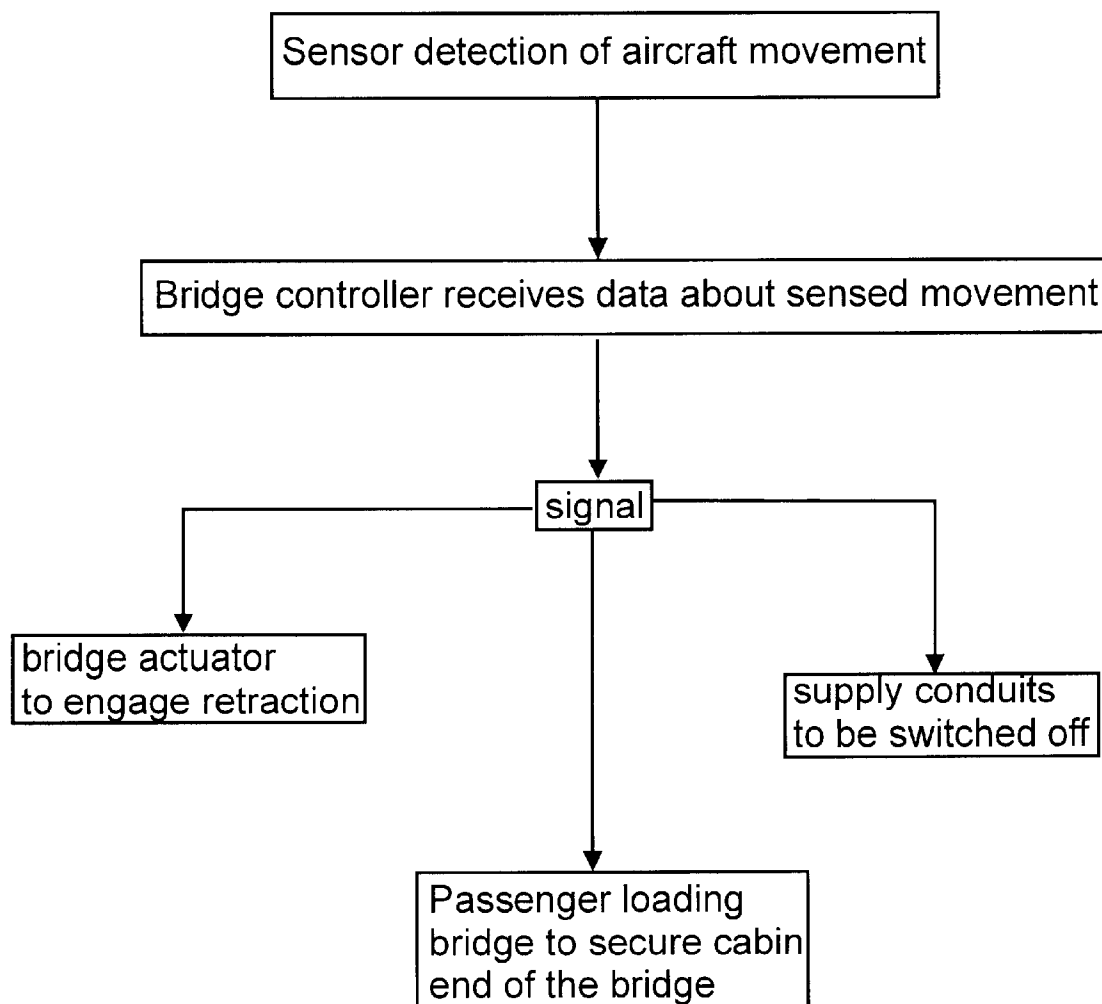 Sensor detection of aircraft movement
Bridge controller receives data about sensed movement
signal
bridge actuator
to engage retraction
supply conduits
to be switched off
Passenger loading
bridge to secure cabin
end of the bridge